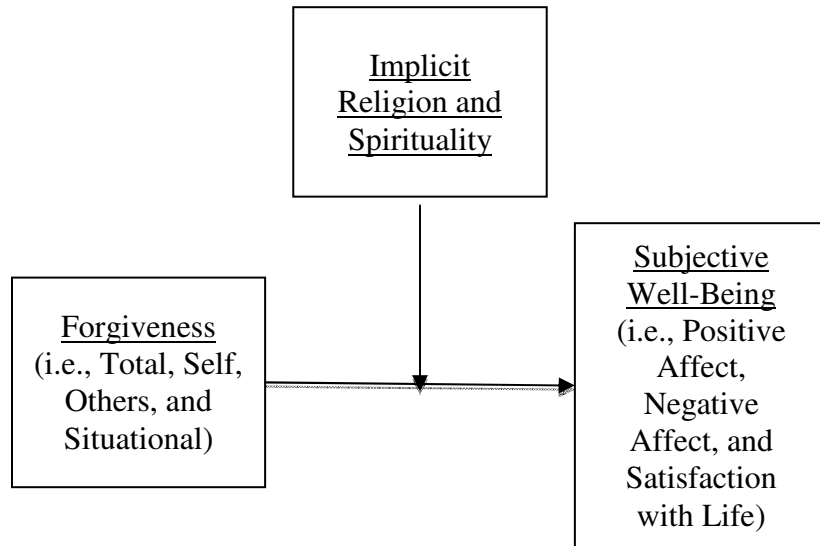 Implicit
Religion and
Spirituality
Forgiveness
(i.e., Total, Self,
Others, and
Situational)
Subjective
Well-Being
(i.e., Positive
Affect,
Negative
Affect, and
Satisfaction
with Life)